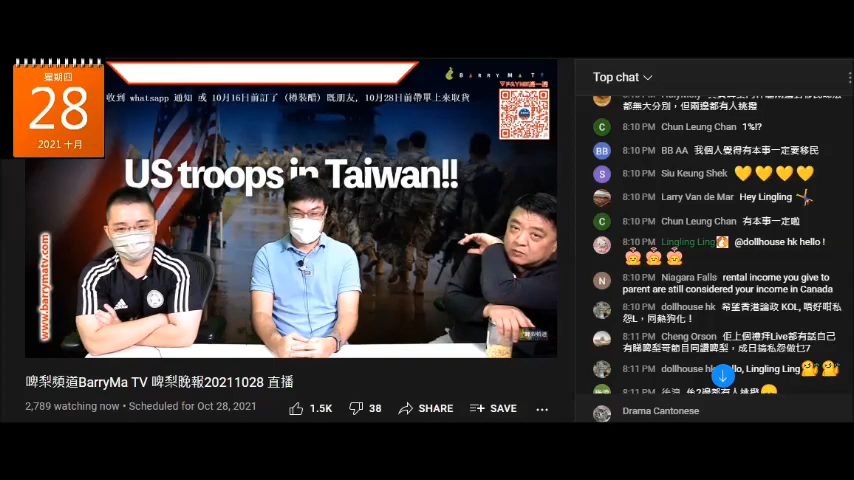 星期四
28
2021 十月
BARRYMATV
收到 whatsapp 通知 或 10月16日前訂了 (樽裝醋) 既朋友, 10月28日前帶單上來取貨
US troops in Taiwan!!
www.barrymatv.com
啤梨頻道BarryMa TV 啤梨晚報20211028 直播
2,789 watching now • Scheduled for Oct 28, 2021
1.5K
38
SHARE
SAVE
Top chat
都無大分別，但兩邊都有人挑撥
C
8:10 PM Chun Leung Chan 1%!?
BB
8:10 PM BB AA 我個人覺得有本事一定要移民
S
8:10 PM Siu Keung Shek
8:10 PM Larry Van de Mar Hey Lingling
C
8:10 PM Chun Leung Chan 有本事一定啦
8:10 PM Lingling Ling @dollhouse hk hello !
N
8:10 PM Niagara Falls rental income you give to
parent are still considered your income in Canada
8:10 PM dollhouse hk 希望香港論政 KOL, 唔好咁私
怨L，同熱狗化！
8:11 PM Cheng Orson 佢上個禮拜Live都有話自己
有睇啤梨哥節目同讚啤梨，成日搞私怨做乜7
8:11 PM dollhouse hk
Lingling Ling
8:11 PM
Drama Cantonese